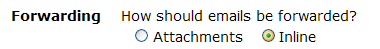 Forwarding How should emails be forwarded?
Attachments Inline